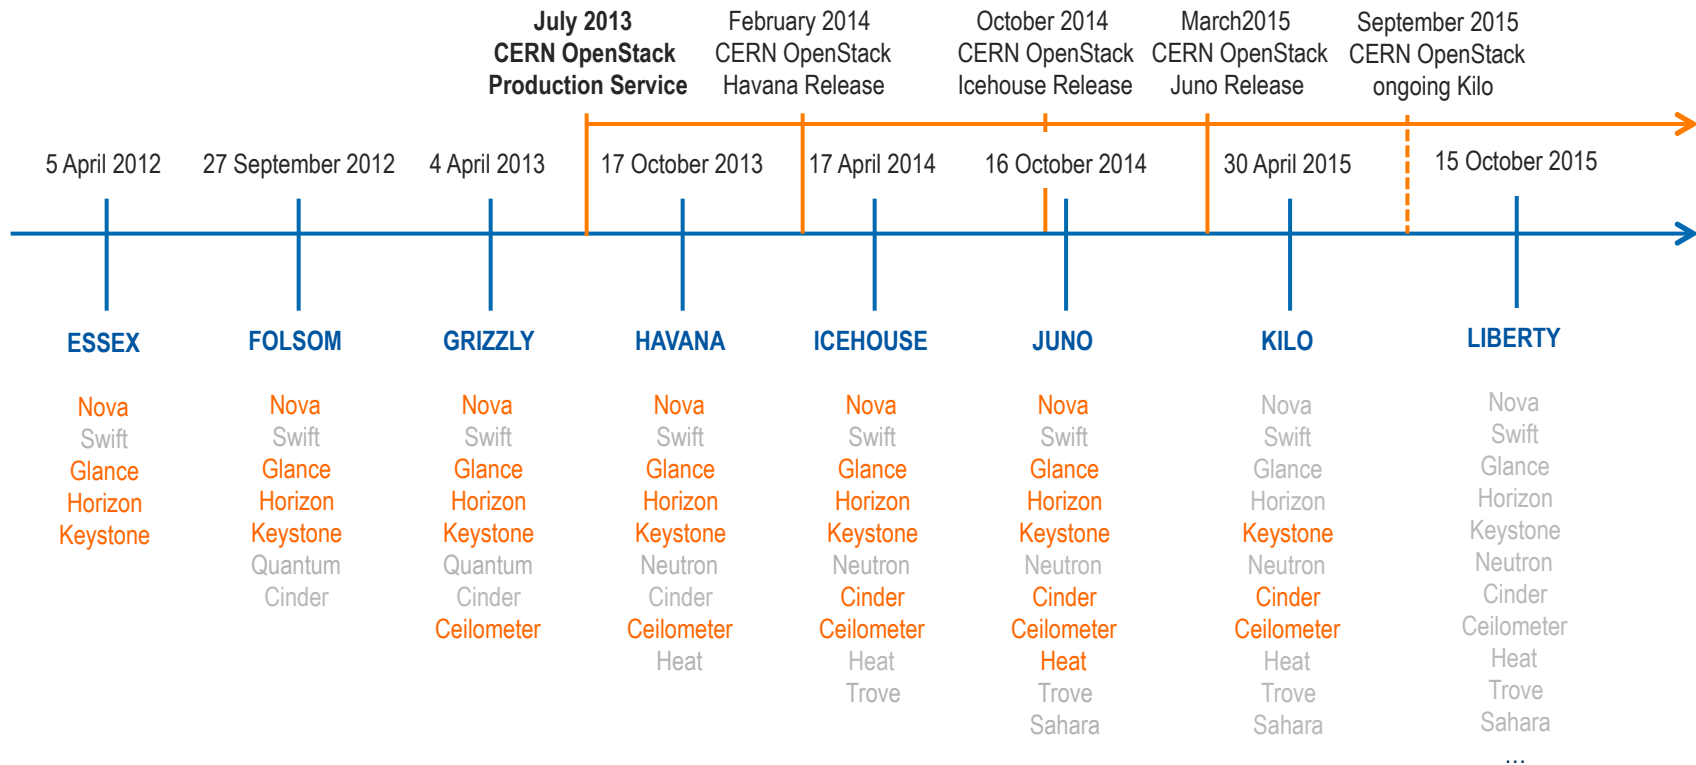 July 2013
CERN OpenStack
Production Service
February 2014
CERN OpenStack
Havana Release
October 2014
CERN OpenStack
Icehouse Release
March2015
CERN OpenStack
Juno Release
September 2015
CERN OpenStack
ongoing Kilo
5 April 2012
27 September 2012
4 April 2013
17 October 2013
17 April 2014
16 October 2014
30 April 2015
15 October 2015
ESSEX
Nova
Swift
Glance
Horizon
Keystone
FOLSOM
Nova
Swift
Glance
Horizon
Keystone
Quantum
Cinder
GRIZZLY
Nova
Swift
Glance
Horizon
Keystone
Quantum
Cinder
Ceilometer
HAVANA
Nova
Swift
Glance
Horizon
Keystone
Neutron
Cinder
Ceilometer
Heat
ICEHOUSE
Nova
Swift
Glance
Horizon
Keystone
Neutron
Cinder
Ceilometer
Heat
Trove
JUNO
Nova
Swift
Glance
Horizon
Keystone
Neutron
Cinder
Ceilometer
Heat
Trove
Sahara
KILO
Nova
Swift
Glance
Horizon
Keystone
Neutron
Cinder
Ceilometer
Heat
Trove
Sahara
LIBERTY
Nova
Swift
Glance
Horizon
Keystone
Neutron
Cinder
Ceilometer
Heat
Trove
Sahara
...